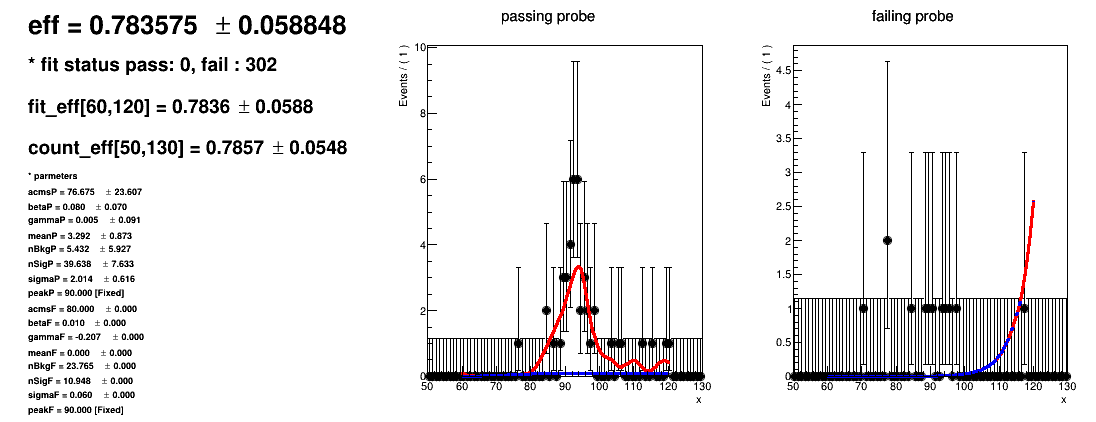 eff = 0.783575 ± 0.058848
* fit status pass: 0, fail : 302
fit_eff[60,120] = 0.7836 ± 0.0588
count_eff[50,130] = 0.7857 ± 0.0548
* parmeters
acmsP = 76.675 ± 23.607
betaP = 0.080 ± 0.070
gammaP = 0.005 ± 0.091
meanP = 3.292 ± 0.873
nBkgP = 5.432 ± 5.927
nSigP = 39.638 ± 7.633
sigmaP = 2.014 ± 0.616
peakP = 90.000 [Fixed]
acmsF = 80.000 ± 0.000
betaF = 0.010 ± 0.000
gammaF = -0.207 ± 0.000
meanF = 0.000 ± 0.000
nBkgF = 23.765 ± 0.000
nSigF = 10.948 ± 0.000
sigmaF = 0.060 ± 0.000
peakF = 90.000 [Fixed]
passing probe
Events / ( 1 )
10
8
6
4
2
0
50 60 70 80 90 100 110 120 130
x
failing probe
Events / ( 1 )
4.5
4
3.5
3
2.5
2
1.5
1
0.5
0
50 60 70 80 90 100 110 120 130
x